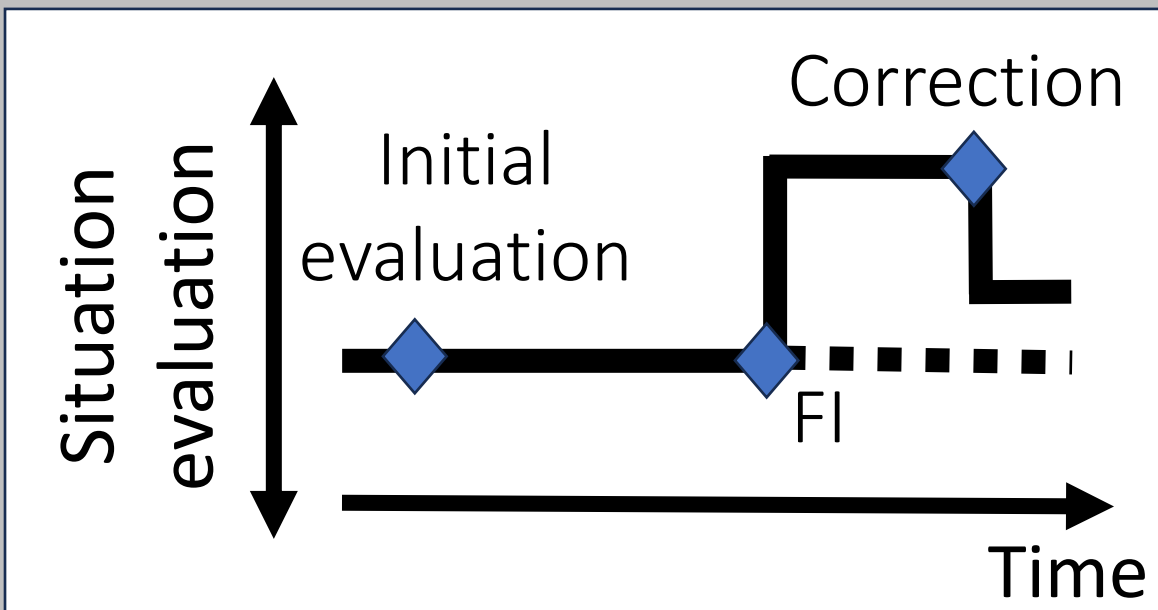 Situation
evaluation
Initial
evaluation
Correction
FI
Time